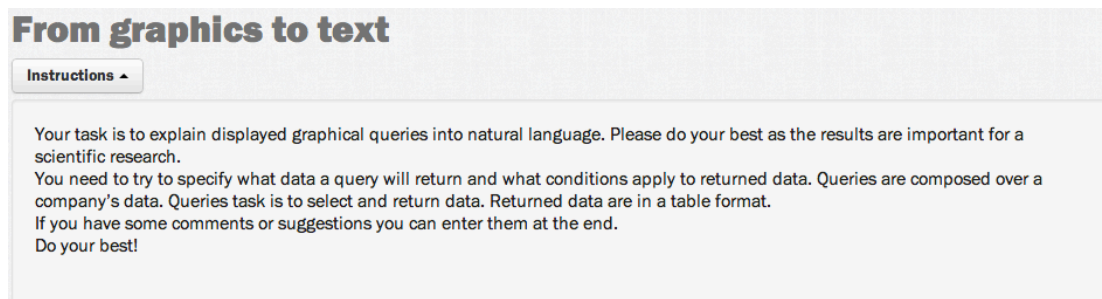 From graphics to text
Instructions
Your task is to explain displayed graphical queries into natural language. Please do your best as the results are important for a
scientific research.
You need to try to specify what data a query will return and what conditions apply to returned data. Queries are composed over a
company's data. Queries task is to select and return data. Returned data are in a table format.
If you have some comments or suggestions you can enter them at the end.
Do your best!